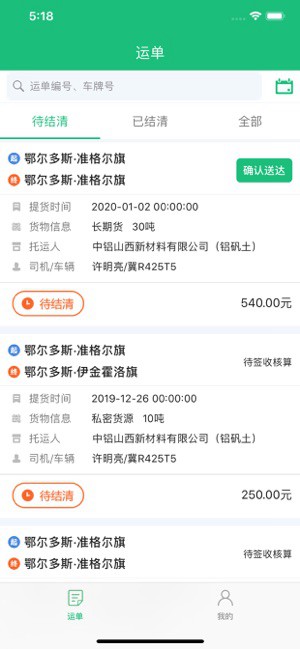 5:18
运单
运单编号、车牌号
待结清 已结清 全部
起 鄂尔多斯·准格尔旗
终 鄂尔多斯·准格尔旗
确认送达
提货时间 2020-01-02 00:00:00
货物信息 长期货 30吨
托运人 中铝山西新材料有限公司（铝矾土）
司机/车辆 许明亮/冀R425T5
待结清 540.00元
起 鄂尔多斯·准格尔旗
终 鄂尔多斯·伊金霍洛旗
待签收核算
提货时间 2019-12-26 00:00:00
货物信息 私密货源 10吨
托运人 中铝山西新材料有限公司（铝矾土）
司机/车辆 许明亮/冀R425T5
待结清 250.00元
起 鄂尔多斯·准格尔旗
终 鄂尔多斯·准格尔旗
待签收核算
运单 我的